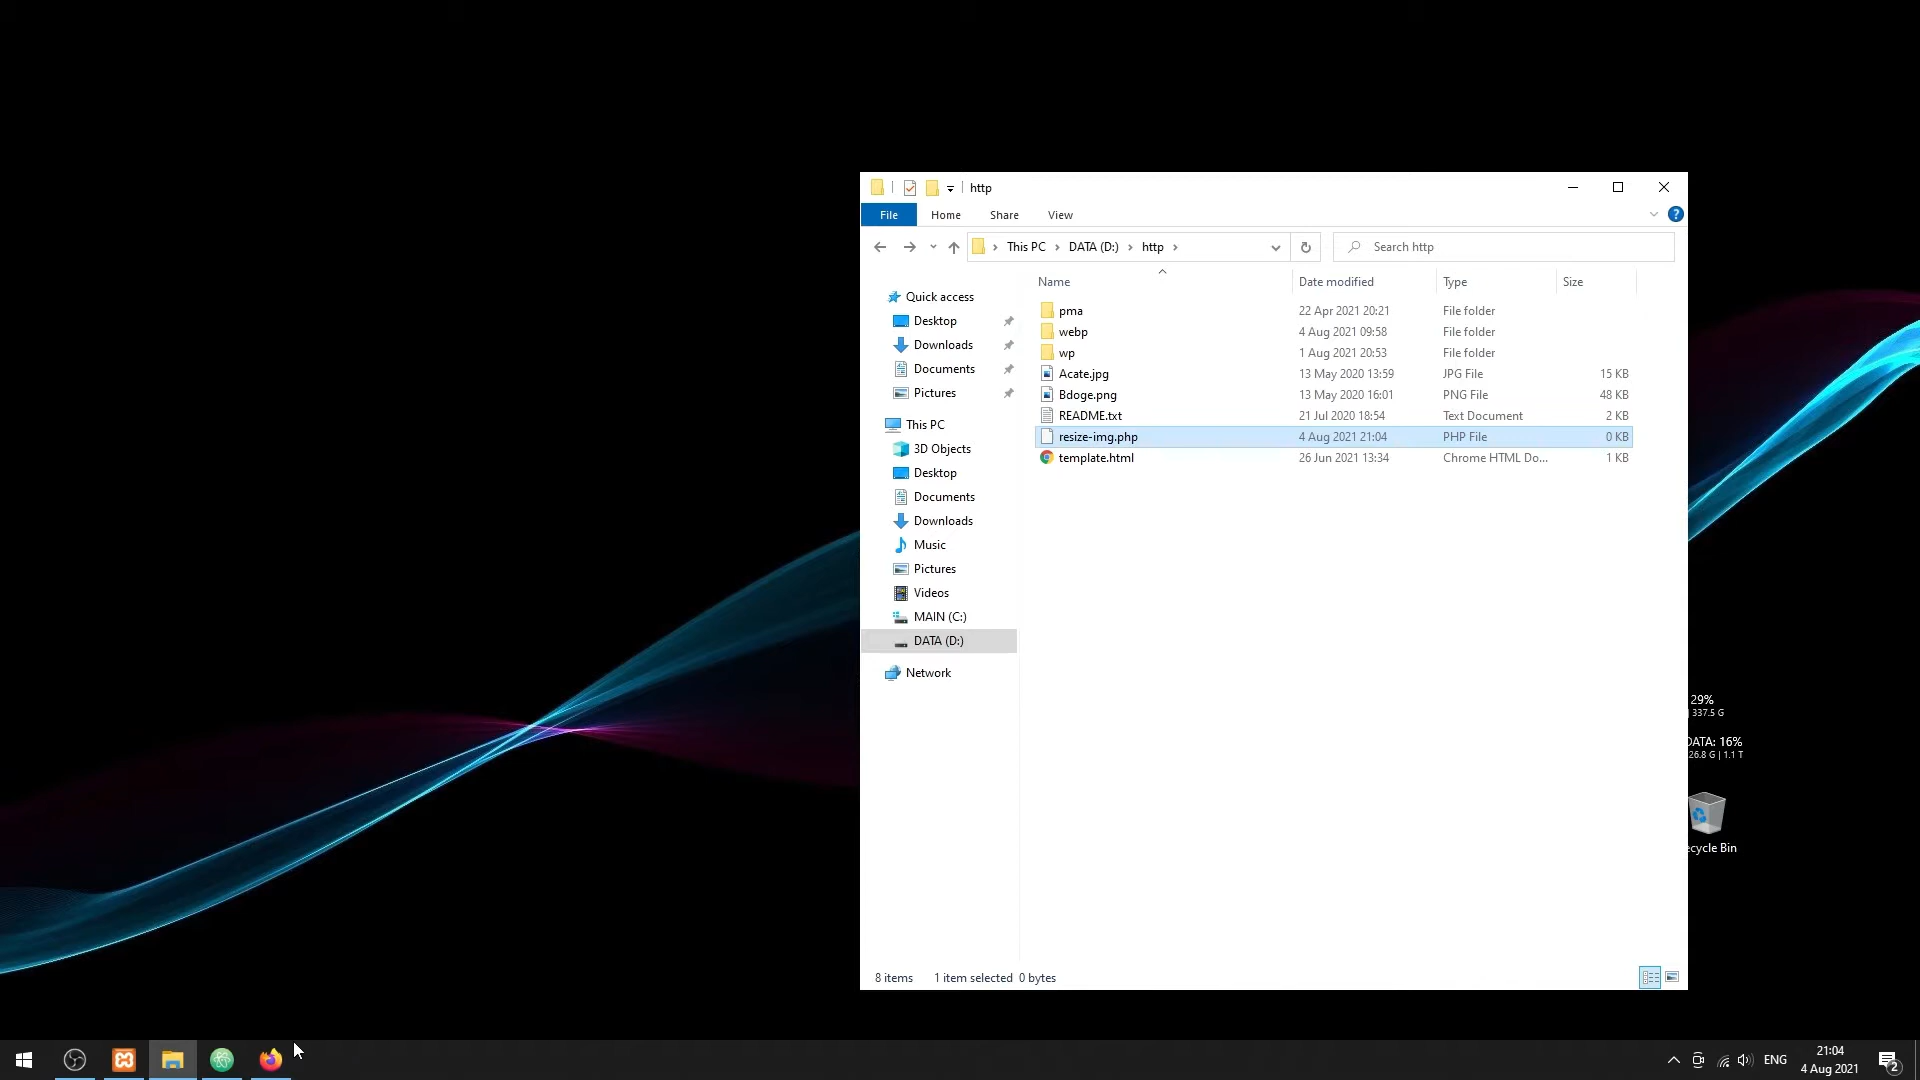 http
File Home Share View
This PC DATA (D:) http
Search http
Name Date modified Type Size
Quick access
Desktop
Downloads
Documents
Pictures
This PC
3D Objects
Desktop
Documents
Downloads
Music
Pictures
Videos
MAIN (C:)
DATA (D:)
Network
pma 22 Apr 2021 20:21 File folder
webp 4 Aug 2021 09:58 File folder
wp 1 Aug 2021 20:53 File folder
Acate.jpg 13 May 2020 13:59 JPG File 15 KB
Bdoge.png 13 May 2020 16:01 PNG File 48 KB
README.txt 21 Jul 2020 18:54 Text Document 2 KB
resize-img.php 4 Aug 2021 21:04 PHP File 0 KB
template.html 26 Jun 2021 13:34 Chrome HTML Do... 1 KB
8 items 1 item selected 0 bytes
29%
| 337.5 G
DATA: 16%
26.8 G | 1.1 T
ecycle Bin
ENG
21:04
4 Aug 2021
2